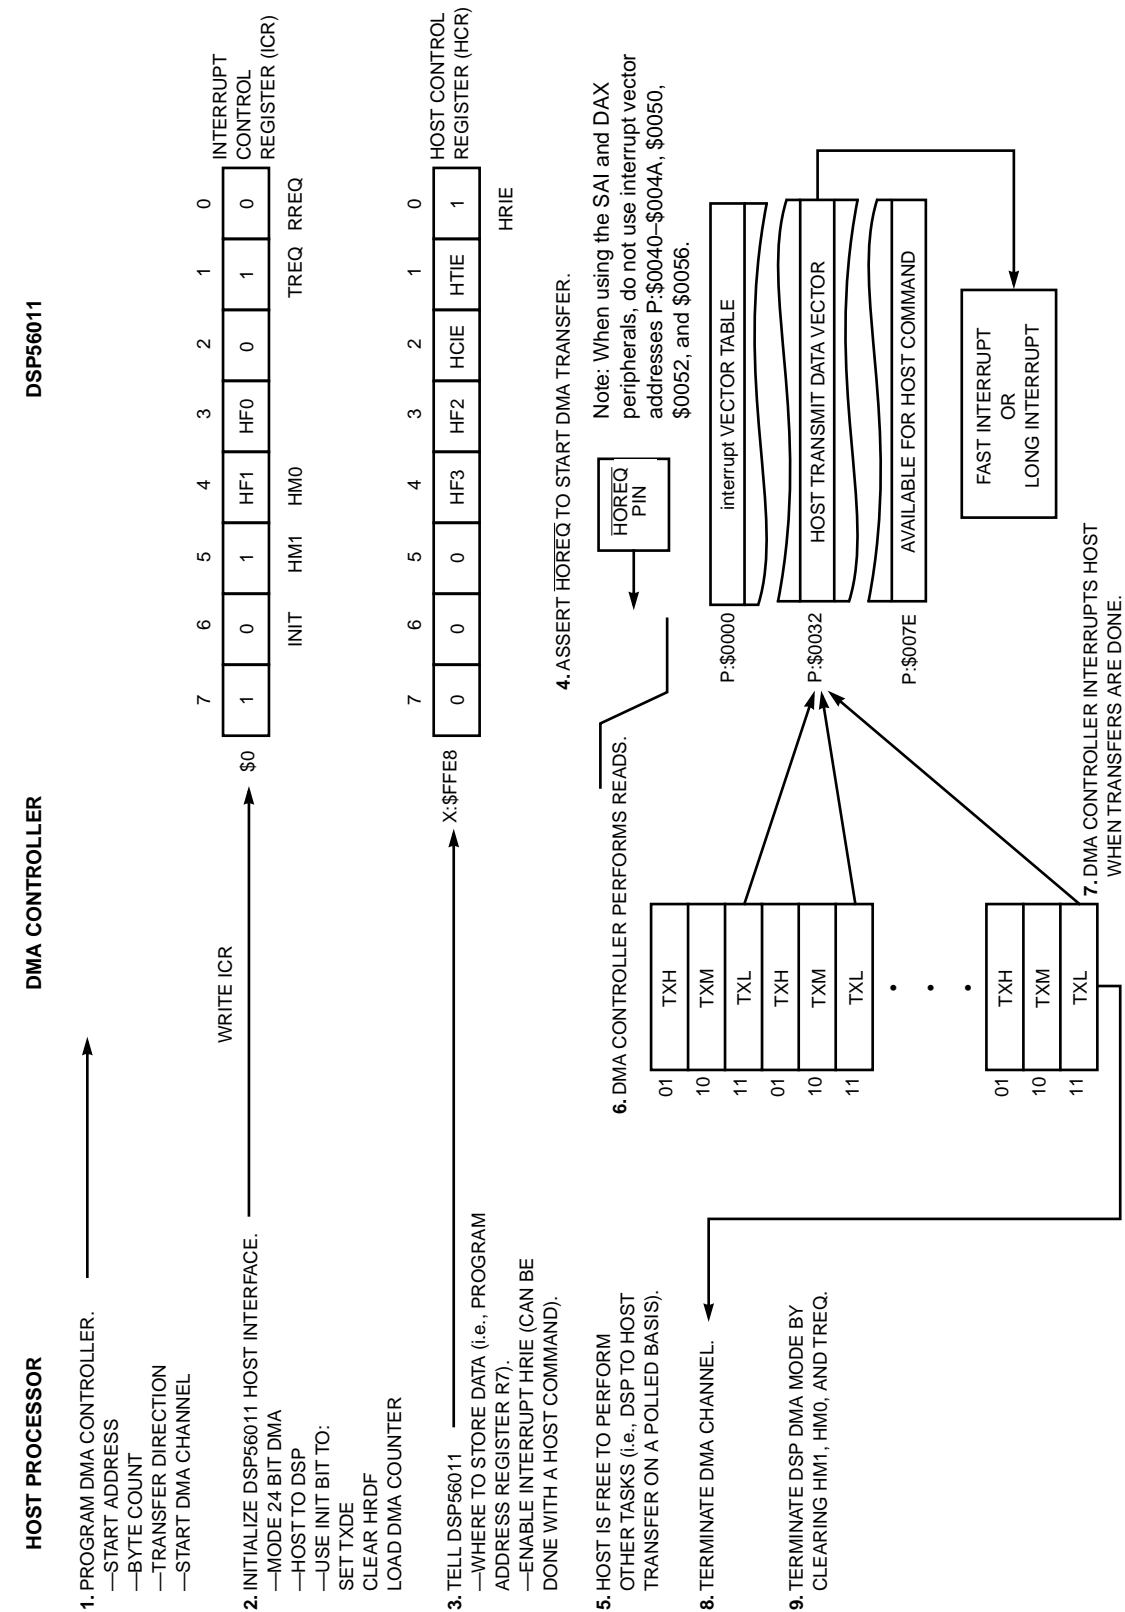 HOST PROCESSOR
DMA CONTROLLER
DSP56011
1. PROGRAM DMA CONTROLLER.
—START ADDRESS
—BYTE COUNT
—TRANSFER DIRECTION
—START DMA CHANNEL
2. INITIALIZE DSP56011 HOST INTERFACE.
—MODE 24 BIT DMA
—HOST TO DSP
—USE INIT BIT TO:
SET TXDE
CLEAR HRDF
LOAD DMA COUNTER
WRITE ICR
7 6 5 4 3 2 1 0
$0 1 0 1 HF1 HF0 0 1 0
INIT HM1 HM0 TREQ RREQ
INTERRUPT
CONTROL
REGISTER (ICR)
3. TELL DSP56011
—WHERE TO STORE DATA (i.e., PROGRAM
ADDRESS REGISTER R7).
—ENABLE INTERRUPT HRIE (CAN BE
DONE WITH A HOST COMMAND).
7 6 5 4 3 2 1 0
X:$FFE8 0 0 0 HF3 HF2 HCIE HTIE 1
HRIE
HOST CONTROL
REGISTER (HCR)
4. ASSERT HOREQ TO START DMA TRANSFER.
HOREQ
PIN
Note: When using the SAI and DAX
peripherals, do not use interrupt vector
addresses P:$0040–$004A, $0050,
$0052, and $0056.
5. HOST IS FREE TO PERFORM
OTHER TASKS (i.e., DSP TO HOST
TRANSFER ON A POLLED BASIS).
6. DMA CONTROLLER PERFORMS READS.
01 TXH
10 TXM
11 TXL
01 TXH
10 TXM
11 TXL
• • •
01 TXH
10 TXM
11 TXL
P:$0000 interrupt VECTOR TABLE
P:$0032 HOST TRANSMIT DATA VECTOR
P:$007E AVAILABLE FOR HOST COMMAND
FAST INTERRUPT
OR
LONG INTERRUPT
7. DMA CONTROLLER INTERRUPTS HOST
WHEN TRANSFERS ARE DONE.
8. TERMINATE DMA CHANNEL.
9. TERMINATE DSP DMA MODE BY
CLEARING HM1, HM0, AND TREQ.